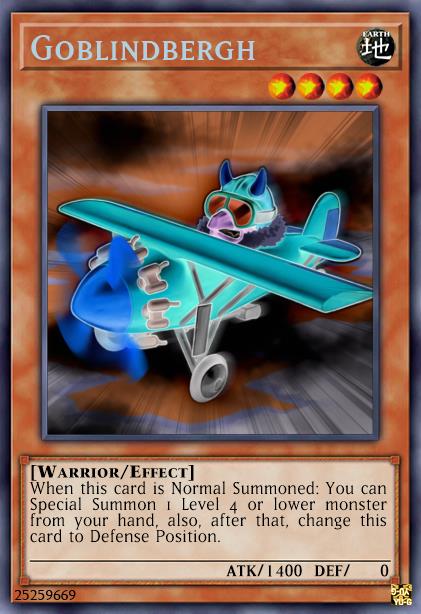 GOBLINDBERGH
EARTH
地
[WARRIOR/EFFECT]
When this card is Normal Summoned: You can
Special Summon 1 Level 4 or lower monster
from your hand, also, after that, change this
card to Defense Position.
ATK/1400 DEF/ 0
25259669